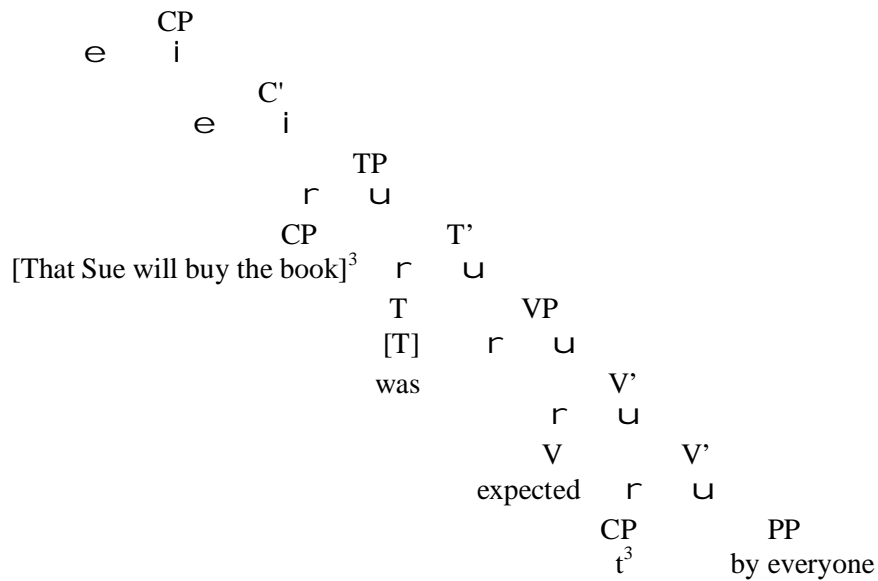 CP
e i
C'
e i
TP
r u
CP T’
[That Sue will buy the book]³ r u
T VP
[T] r u
was V’
r u
V V’
expected r u
CP PP
t³ by everyone